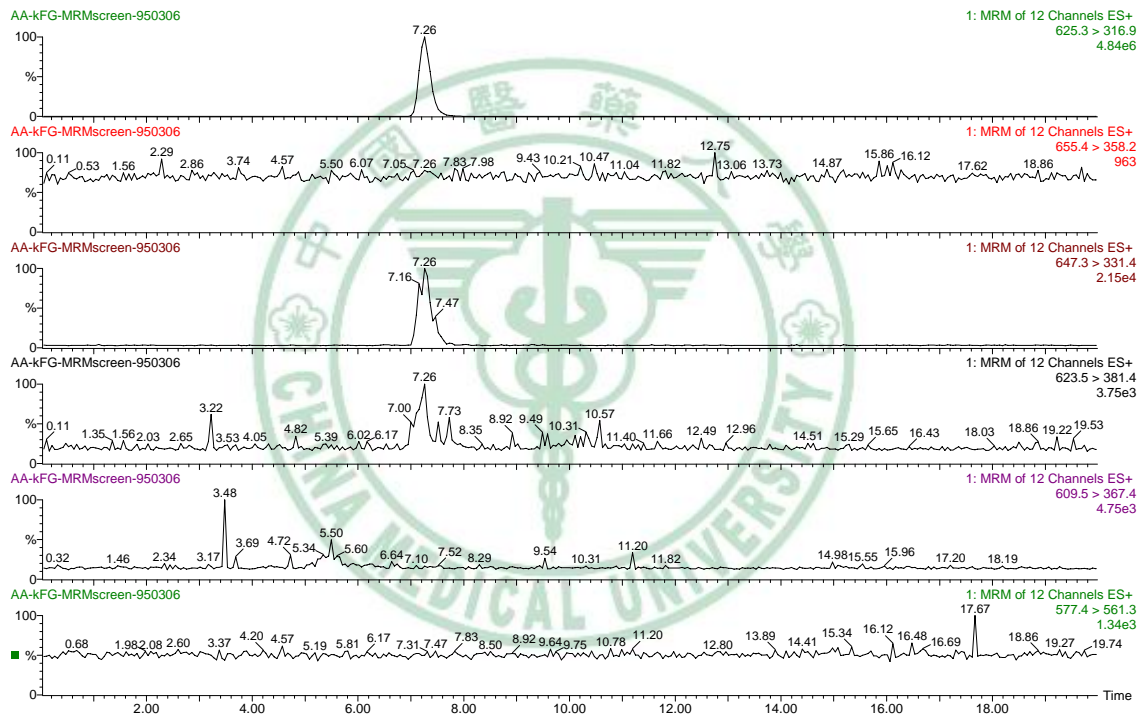 AA-kFG-MRMscreen-950306
1: MRM of 12 Channels ES+
625.3 > 316.9
4.84e6
100
%
0
7.26
AA-kFG-MRMscreen-950306
1: MRM of 12 Channels ES+
655.4 > 358.2
963
100
%
0
0.11 0.53 1.56 2.29 2.86 3.74 4.57 5.50 6.07 7.05 7.26 7.83 7.98 9.43 10.21 10.47 11.04 11.82 12.75 13.06 13.73 14.87 15.86 16.12 17.62 18.86
AA-kFG-MRMscreen-950306
1: MRM of 12 Channels ES+
647.3 > 331.4
2.15e4
100
%
0
7.16 7.26 7.47
AA-kFG-MRMscreen-950306
1: MRM of 12 Channels ES+
623.5 > 381.4
3.75e3
100
%
0
0.11 1.35 1.56 2.03 2.65 3.22 3.53 4.05 4.82 5.39 6.02 6.17 7.00 7.26 7.73 8.35 8.92 9.49 10.31 10.57 11.40 11.66 12.49 12.96 14.51 15.29 15.65 16.43 18.03 18.86 19.22 19.53
AA-kFG-MRMscreen-950306
1: MRM of 12 Channels ES+
609.5 > 367.4
4.75e3
100
%
0
0.32 1.46 2.34 3.17 3.48 3.69 4.72 5.34 5.50 5.60 6.64 7.10 7.52 8.29 9.54 10.31 11.20 11.82 14.98 15.55 15.96 17.20 18.19
AA-kFG-MRMscreen-950306
1: MRM of 12 Channels ES+
577.4 > 561.3
1.34e3
100
%
0
0.68 1.98 2.08 2.60 3.37 4.20 4.57 5.19 5.81 6.17 7.31 7.47 7.83 8.50 8.92 9.64 9.75 10.78 11.20 12.80 13.89 14.41 15.34 16.12 16.48 16.69 17.67 18.86 19.27 19.74
2.00 4.00 6.00 8.00 10.00 12.00 14.00 16.00 18.00
Time
中國醫藥大學
CHINA MEDICAL UNIVERSITY